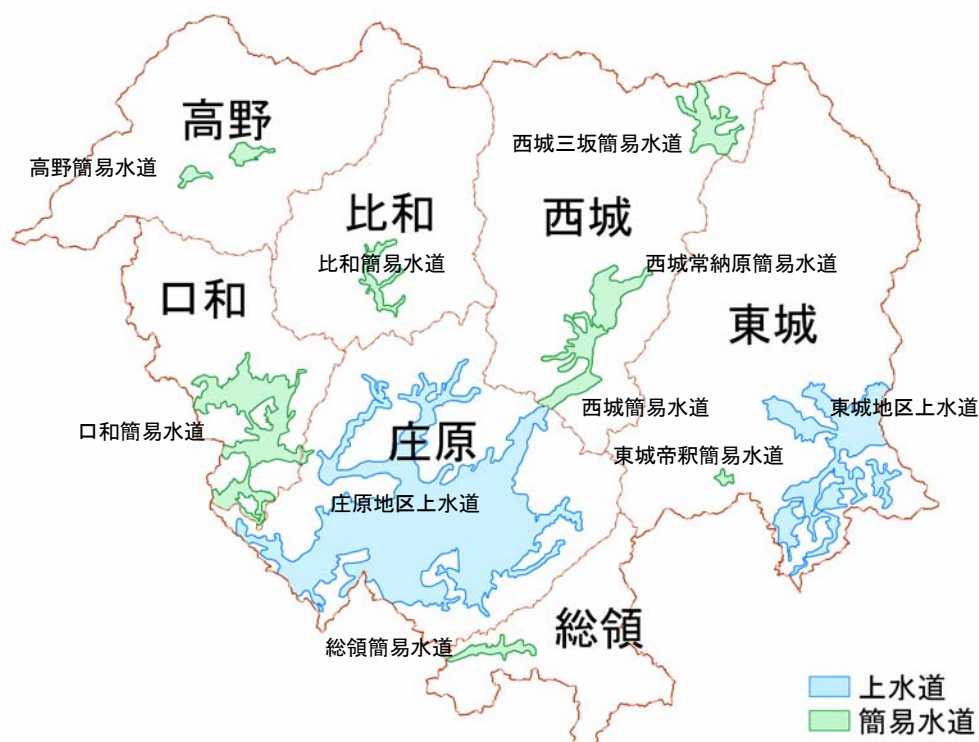 高野
高野簡易水道
西城三坂簡易水道
比和
西城
比和簡易水道
西城常納原簡易水道
口和
東城
口和簡易水道
庄原
西城簡易水道
東城地区上水道
東城帝釈簡易水道
庄原地区上水道
総領
総領簡易水道
上水道
簡易水道